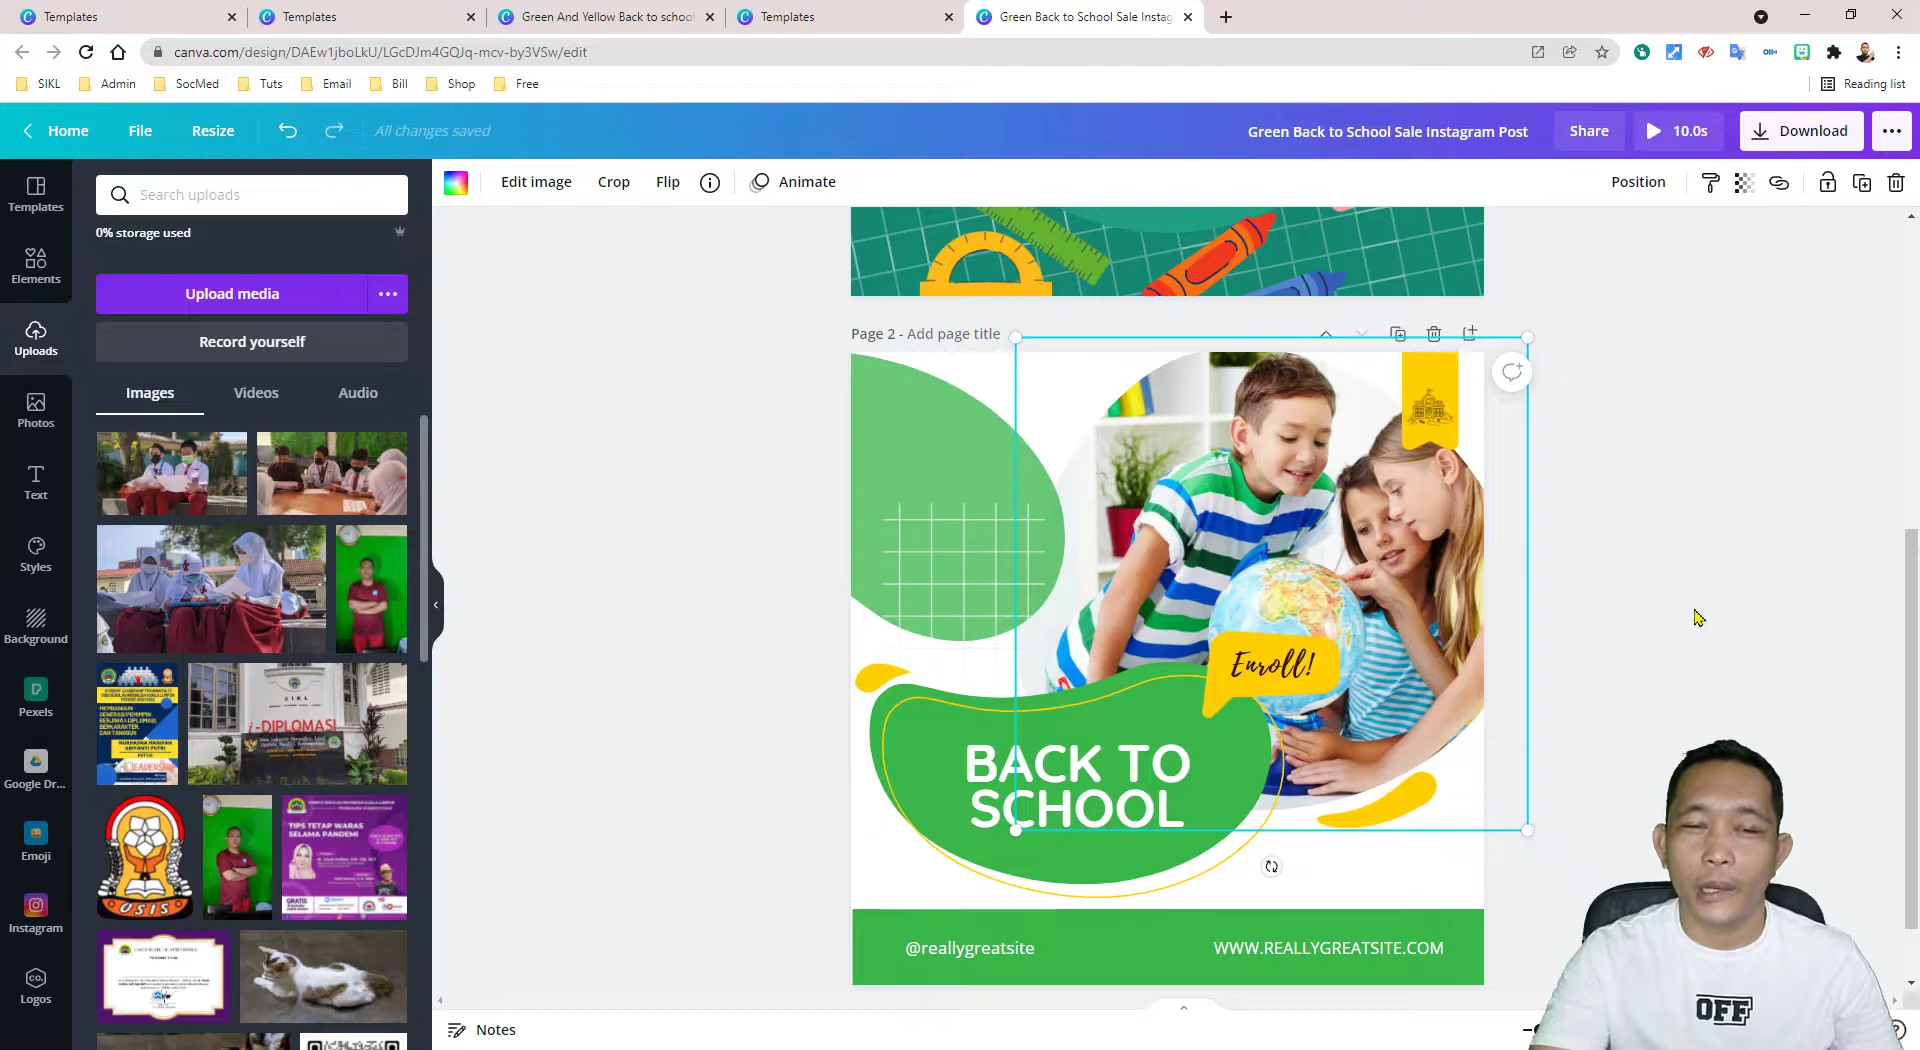 Templates
Templates
Green And Yellow Back to school
Templates
Green Back to School Sale Instag
canva.com/design/DAEw1jboLkU/LGcDJm4GQJq-mcv-by3VSw/edit
SIKL
Admin
SocMed
Tuts
Email
Bill
Shop
Free
Reading list
Home
File
Resize
All changes saved
Green Back to School Sale Instagram Post
Share
10.0s
Download
Templates
Elements
Uploads
Photos
Text
Styles
Background
Pexels
Google Dr...
Emoji
Instagram
Logos
Search uploads
0% storage used
Upload media
Record yourself
Images
Videos
Audio
SIKL
i-DIPLOMASI
OSIS
TIPS TETAP WARAS
SELAMA PANDEMI
GRATIS
Edit image
Crop
Flip
Animate
Position
Page 2 - Add page title
Enroll!
BACK TO
SCHOOL
@reallygreatsite
WWW.REALLYGREATSITE.COM
Notes
OFF